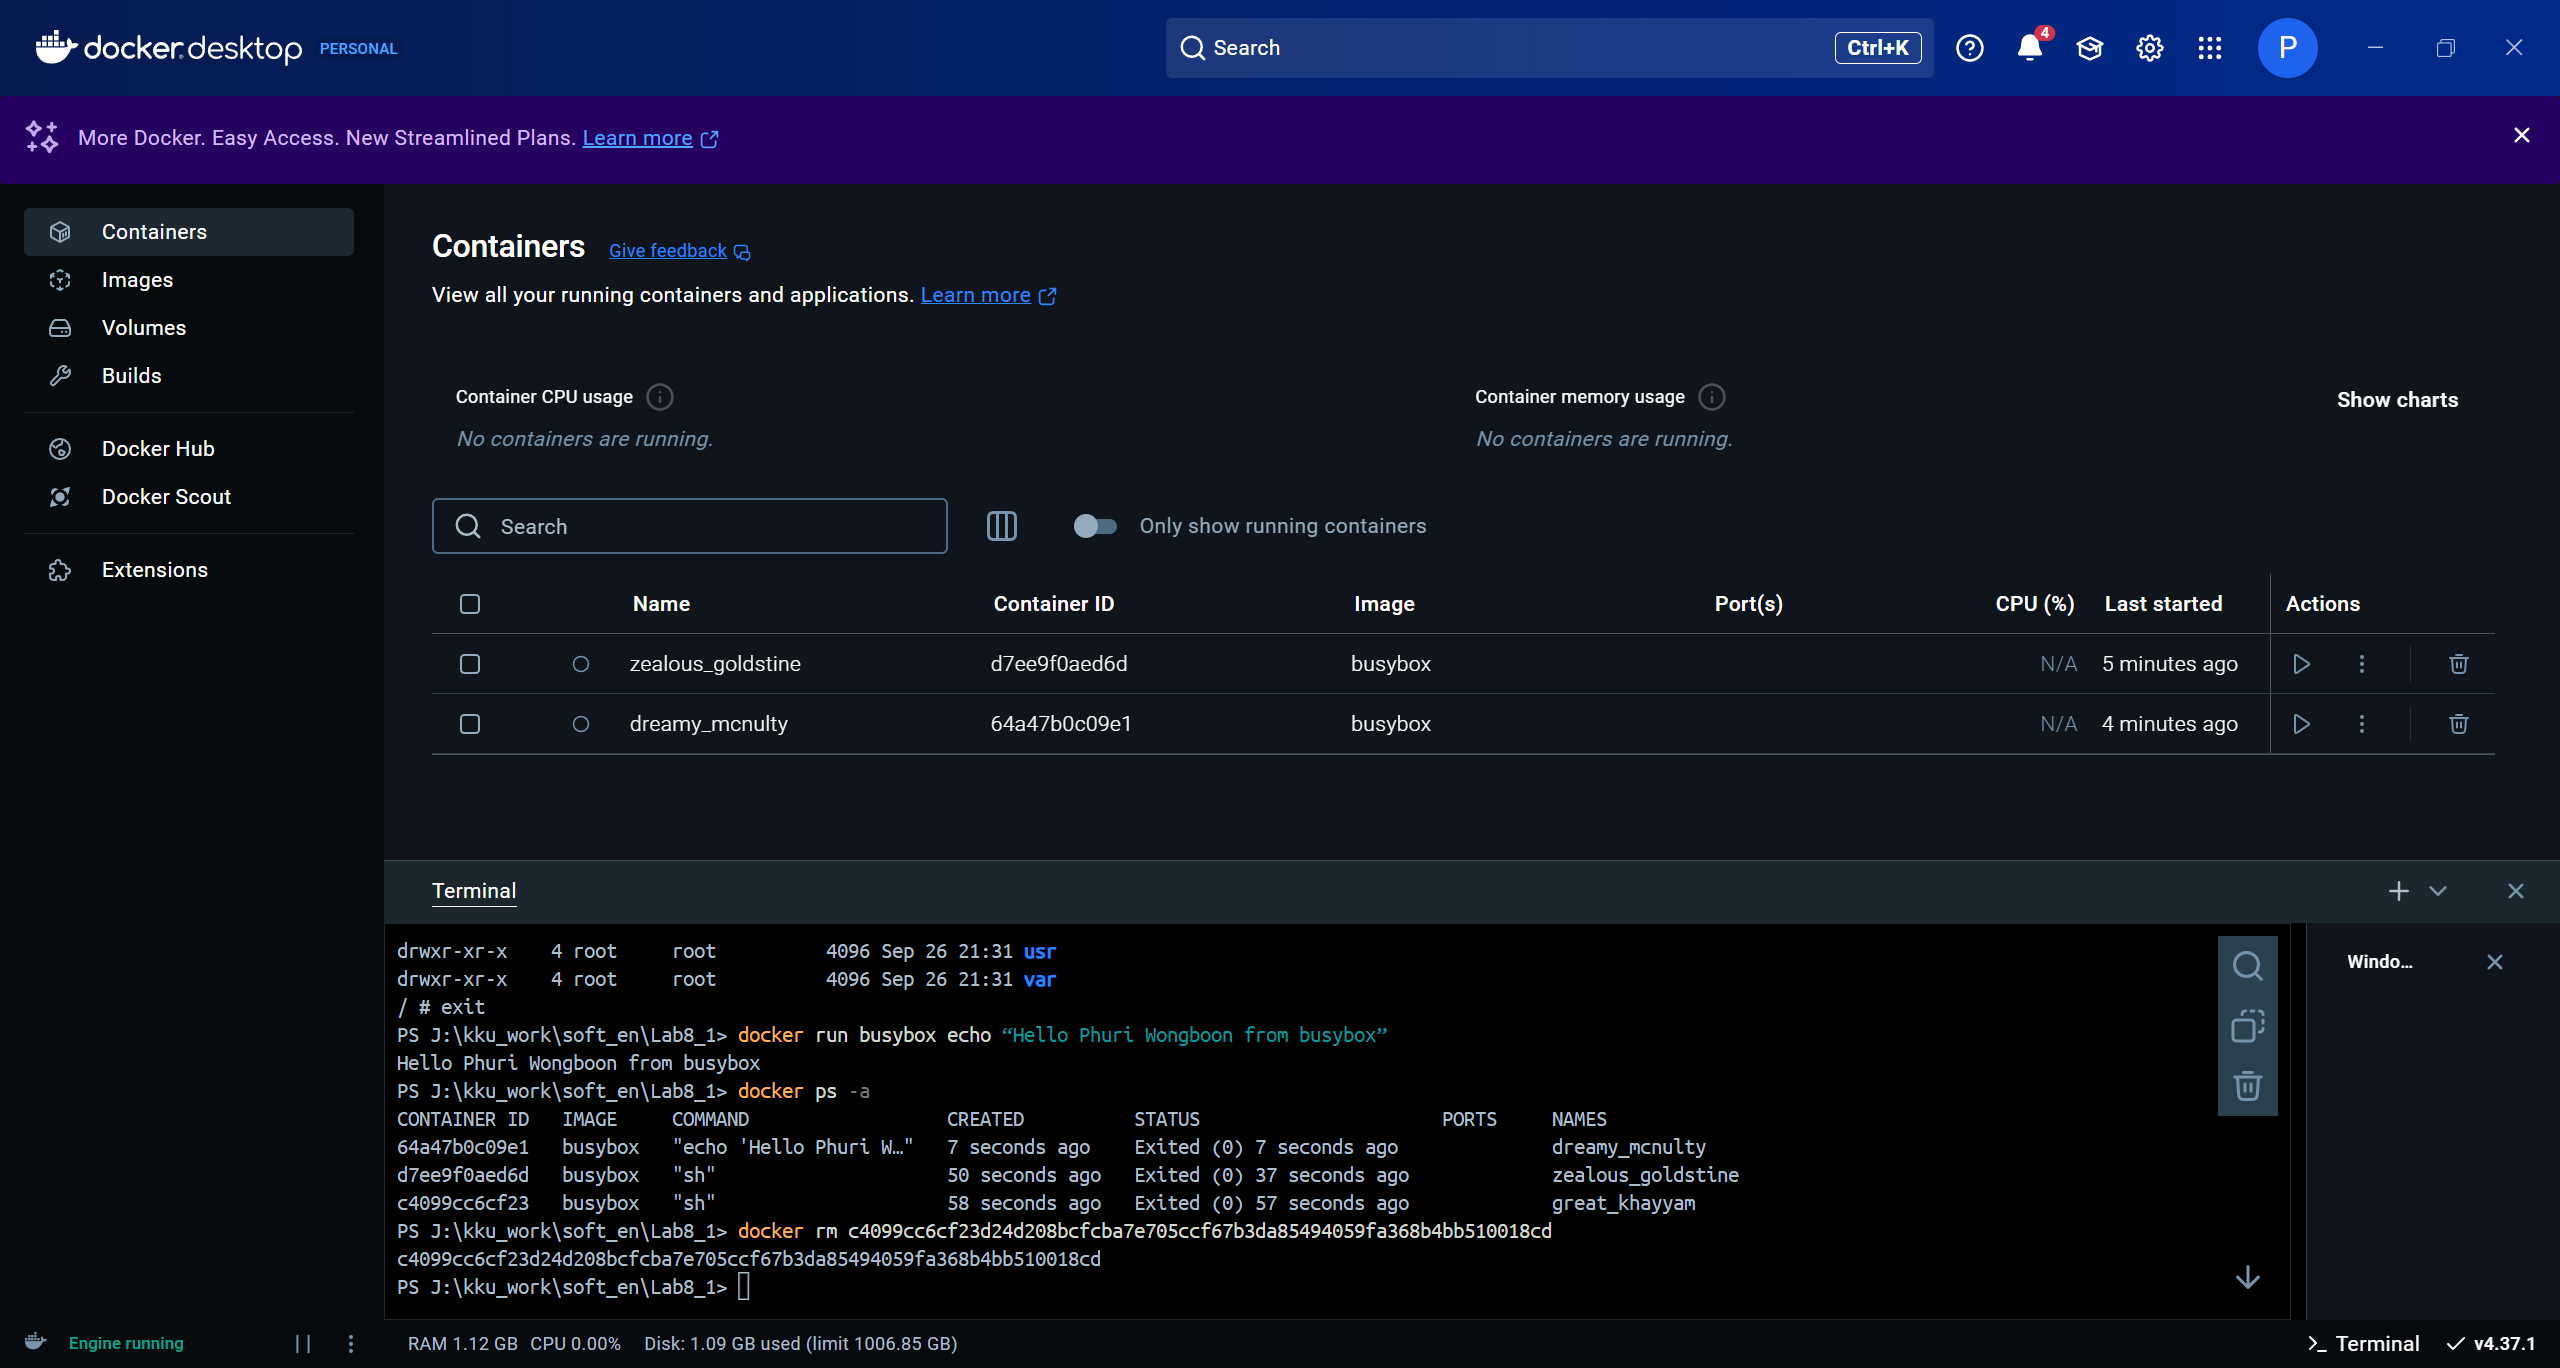 docker desktop PERSONAL
Search Ctrl+K
4
P
More Docker. Easy Access. New Streamlined Plans. Learn more
Containers
Images
Volumes
Builds
Docker Hub
Docker Scout
Extensions
Containers Give feedback
View all your running containers and applications. Learn more
Container CPU usage
No containers are running.
Container memory usage
No containers are running.
Show charts
Search
Only show running containers
Name Container ID Image Port(s) CPU (%) Last started Actions
zealous_goldstine d7ee9f0aed6d busybox N/A 5 minutes ago
dreamy_mcnulty 64a47b0c09e1 busybox N/A 4 minutes ago
Terminal
drwxr-xr-x 4 root root 4096 Sep 26 21:31 usr
drwxr-xr-x 4 root root 4096 Sep 26 21:31 var
/ # exit
PS J:\kku_work\soft_en\Lab8_1> docker run busybox echo “Hello Phuri Wongboon from busybox”
Hello Phuri Wongboon from busybox
PS J:\kku_work\soft_en\Lab8_1> docker ps -a
CONTAINER ID IMAGE COMMAND CREATED STATUS PORTS NAMES
64a47b0c09e1 busybox "echo 'Hello Phuri W…" 7 seconds ago Exited (0) 7 seconds ago dreamy_mcnulty
d7ee9f0aed6d busybox "sh" 50 seconds ago Exited (0) 37 seconds ago zealous_goldstine
c4099cc6cf23 busybox "sh" 58 seconds ago Exited (0) 57 seconds ago great_khayyam
PS J:\kku_work\soft_en\Lab8_1> docker rm c4099cc6cf23d24d208bcfcba7e705ccf67b3da85494059fa368b4bb510018cd
c4099cc6cf23d24d208bcfcba7e705ccf67b3da85494059fa368b4bb510018cd
PS J:\kku_work\soft_en\Lab8_1>
Windo...
Engine running
RAM 1.12 GB CPU 0.00% Disk: 1.09 GB used (limit 1006.85 GB)
>_ Terminal
v4.37.1